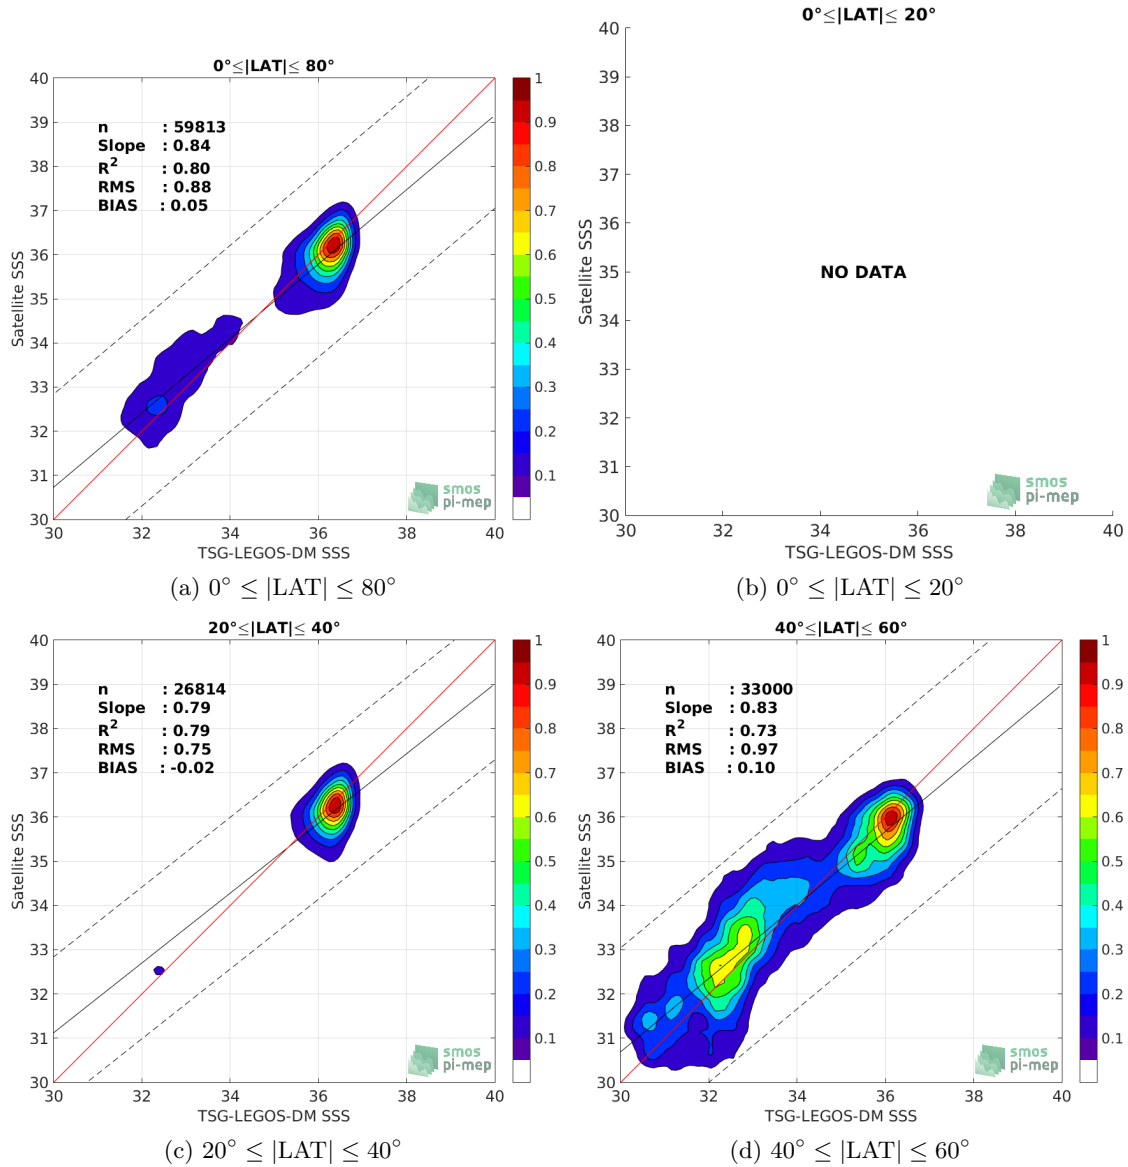 0°≤|LAT|≤ 80°
40
39
38
37
36
35
34
33
32
31
30
Satellite SSS
n : 59813
Slope : 0.84
R2 : 0.80
RMS : 0.88
BIAS : 0.05
smos
pi-mep
30 32 34 36 38 40
TSG-LEGOS-DM SSS
1
0.9
0.8
0.7
0.6
0.5
0.4
0.3
0.2
0.1
(a) 0° ≤ |LAT| ≤ 80°
0°≤|LAT|≤ 20°
40
39
38
37
36
35
34
33
32
31
30
Satellite SSS
NO DATA
smos
pi-mep
30 32 34 36 38 40
TSG-LEGOS-DM SSS
(b) 0° ≤ |LAT| ≤ 20°
20°≤|LAT|≤ 40°
40
39
38
37
36
35
34
33
32
31
30
Satellite SSS
n : 26814
Slope : 0.79
R2 : 0.79
RMS : 0.75
BIAS : -0.02
smos
pi-mep
30 32 34 36 38 40
TSG-LEGOS-DM SSS
1
0.9
0.8
0.7
0.6
0.5
0.4
0.3
0.2
0.1
(c) 20° ≤ |LAT| ≤ 40°
40°≤|LAT|≤ 60°
40
39
38
37
36
35
34
33
32
31
30
Satellite SSS
n : 33000
Slope : 0.83
R2 : 0.73
RMS : 0.97
BIAS : 0.10
smos
pi-mep
30 32 34 36 38 40
TSG-LEGOS-DM SSS
1
0.9
0.8
0.7
0.6
0.5
0.4
0.3
0.2
0.1
(d) 40° ≤ |LAT| ≤ 60°